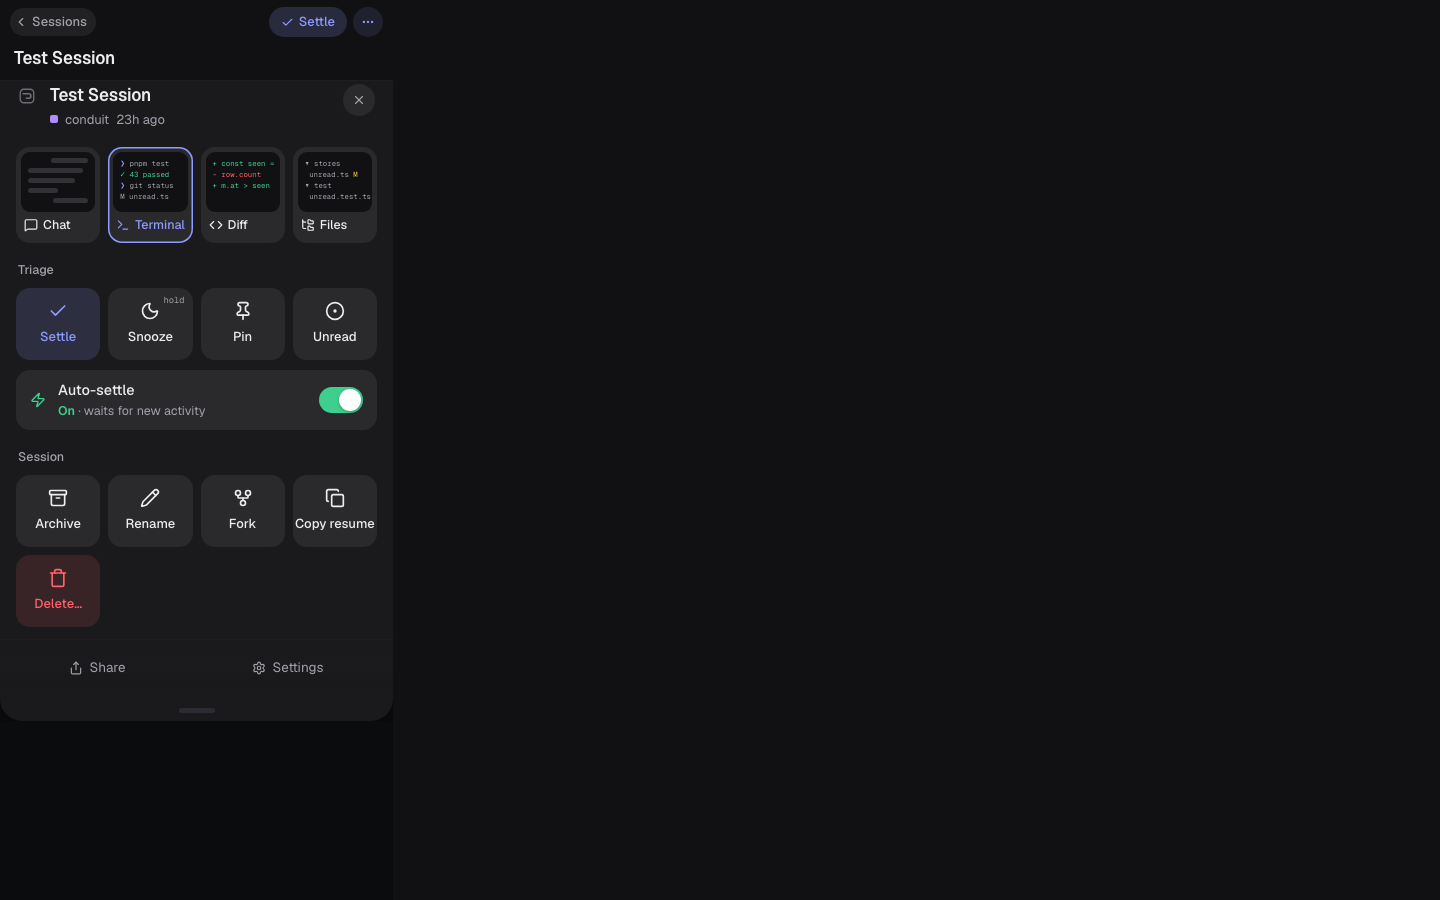 Sessions
Settle
Test Session
Test Session
conduit 23h ago
❯ pnpm test
✓ 43 passed
❯ git status
M unread.ts
+ const seen =
- row.count
+ m.at > seen
▾ stores
unread.ts M
▾ test
unread.test.ts
Chat
Terminal
Diff
Files
Triage
Settle
hold
Snooze
Pin
Unread
Auto-settle
On · waits for new activity
Session
Archive
Rename
Fork
Copy resume
Delete...
Share
Settings